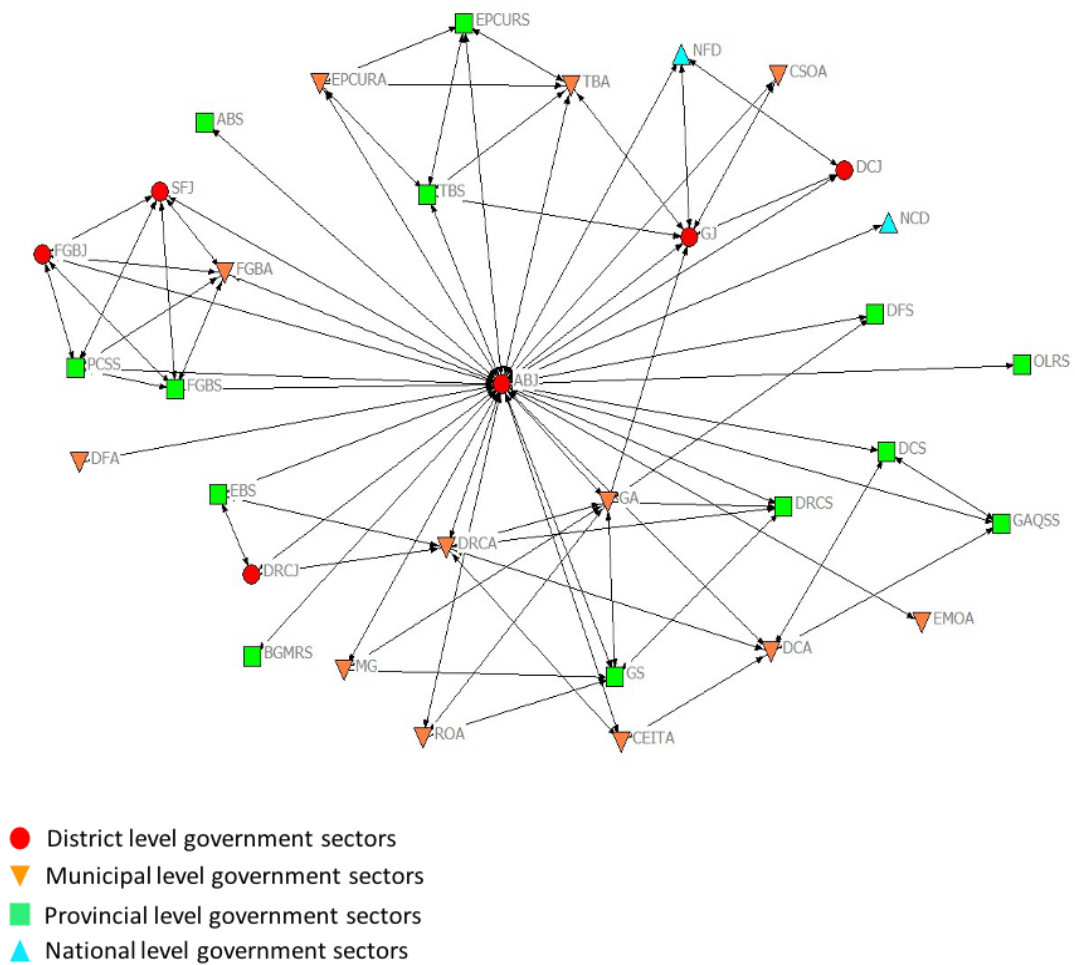 EPCURS
NFD
CSOA
EPCURA
TBA
ABS
DCJ
SFJ
TBS
NCD
GJ
FGBJ
FGBA
DFS
OLRS
PCSS
FGBS
ABJ
DFA
DCS
EBS
GA
DRCS
GAQSS
DRCA
DRCJ
EMOA
BGMRS
MG
GS
DCA
ROA
CEITA
District level government sectors
Municipal level government sectors
Provincial level government sectors
National level government sectors